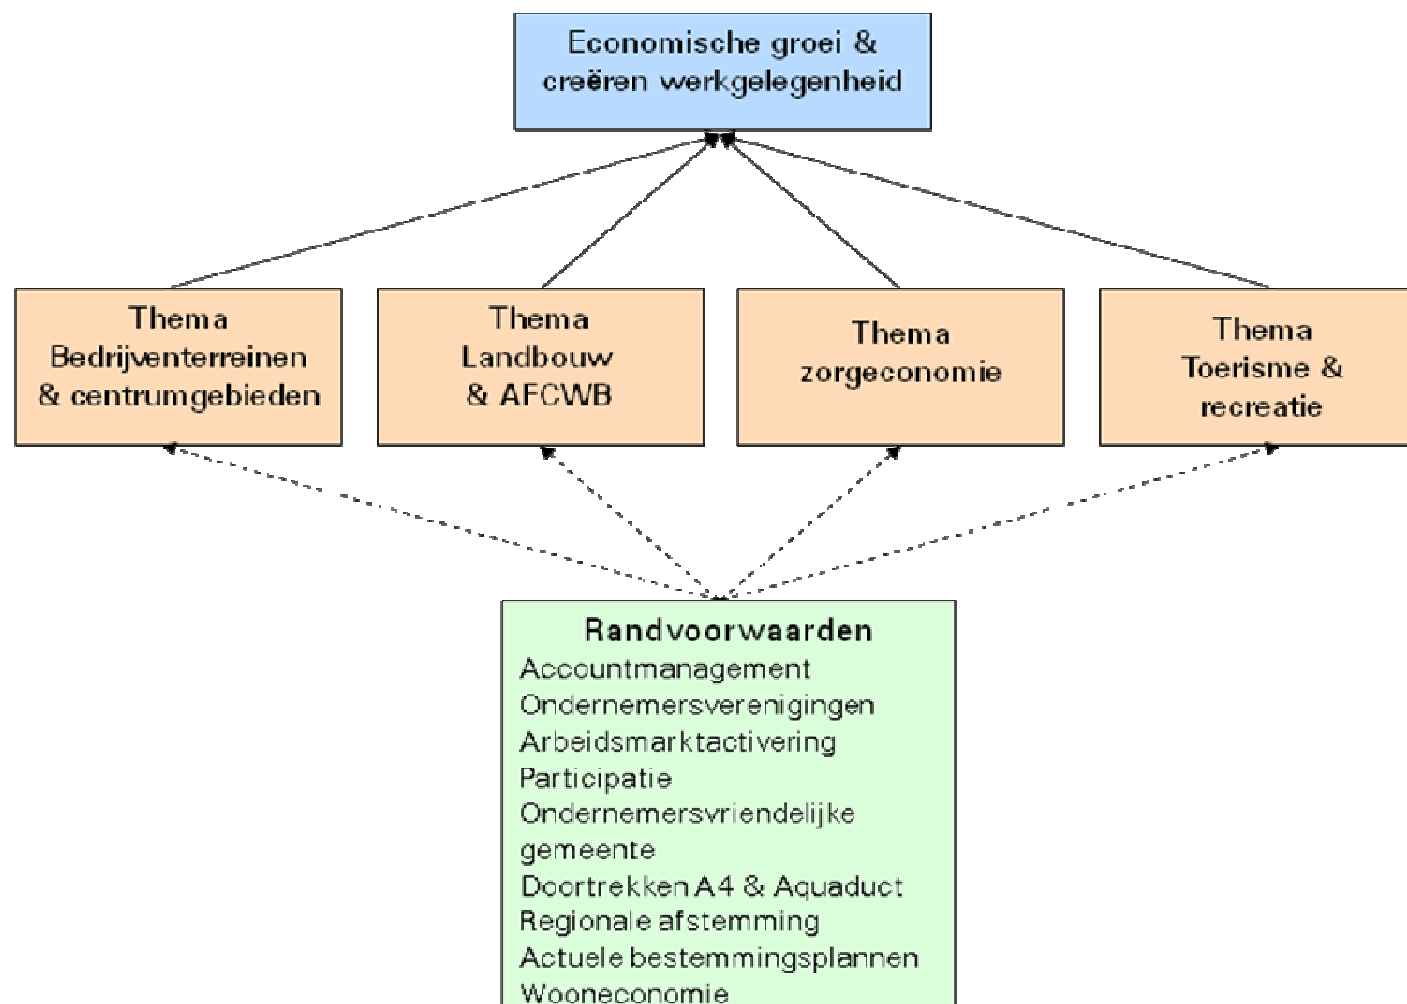 Economische groei &
creëren werkgelegenheid
Thema
Bedrijventerreinen
& centrumgebieden
Thema
Landbouw
& AFCWB
Thema
zorgeconomie
Thema
Toerisme &
recreatie
Randvoorwaarden
Accountmanagement
Ondernemersverenigingen
Arbeidsmarktactivering
Participatie
Ondernemersvriendelijke
gemeente
Doortrekken A4 & Aquaduct
Regionale afstemming
Actuele bestemmingsplannen
Wooneconomie